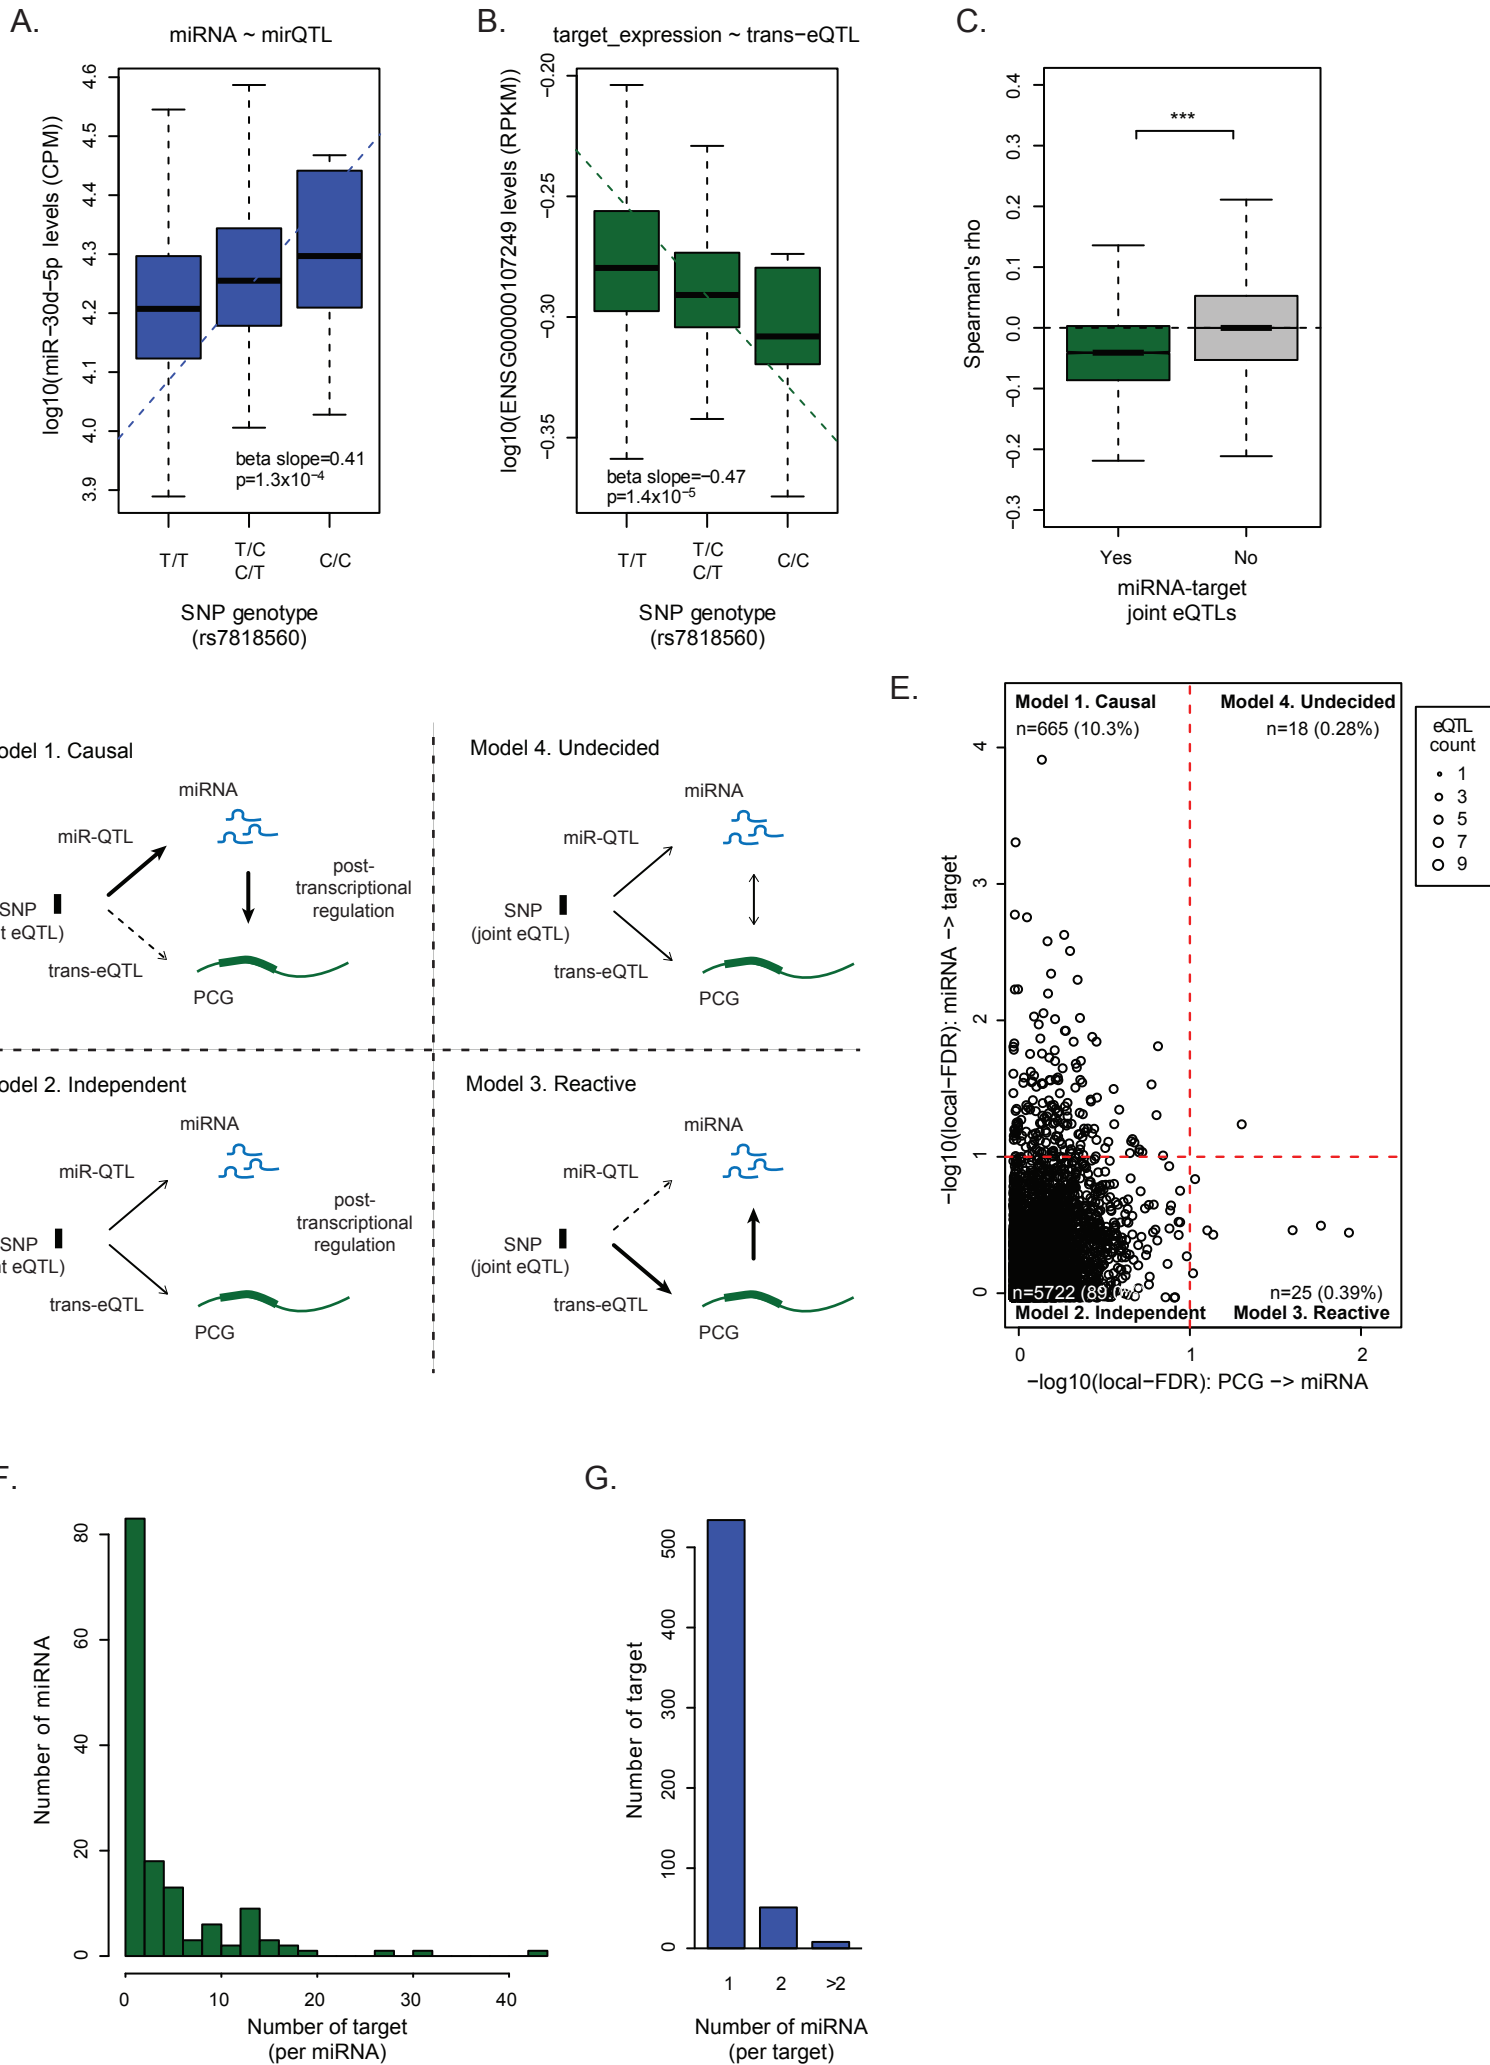 A.
miRNA ~ mirQTL
log10(miR−30d−5p levels (CPM))
3.9
4.0
4.1
4.2
4.3
4.4
4.5
4.6
beta slope=0.41
p=1.3x10⁻⁴
T/T
T/C
C/T
C/C
SNP genotype
(rs7818560)
B.
target_expression ~ trans−eQTL
log10(ENSG00000107249 levels (RPKM))
−0.35
−0.30
−0.25
−0.20
beta slope=−0.47
p=1.4x10⁻⁵
T/T
T/C
C/T
C/C
SNP genotype
(rs7818560)
C.
Spearman's rho
−0.3
−0.2
−0.1
0.0
0.1
0.2
0.3
0.4
***
Yes
No
miRNA-target
joint eQTLs
odel 1. Causal
miRNA
miR-QTL
post-
transcriptional
regulation
SNP
t eQTL)
trans-eQTL
PCG
Model 4. Undecided
miRNA
miR-QTL
SNP
(joint eQTL)
trans-eQTL
PCG
odel 2. Independent
miRNA
miR-QTL
post-
transcriptional
regulation
SNP
t eQTL)
trans-eQTL
PCG
Model 3. Reactive
miRNA
miR-QTL
SNP
(joint eQTL)
trans-eQTL
PCG
E.
Model 1. Causal
n=665 (10.3%)
Model 4. Undecided
n=18 (0.28%)
−log10(local−FDR): miRNA −> target
0
1
2
3
4
n=5722 (89
Model 2. Independent
n=25 (0.39%)
Model 3. Reactive
0
1
2
−log10(local−FDR): PCG −> miRNA
eQTL
count
1
3
5
7
9
F.
Number of miRNA
0
20
40
60
80
0
10
20
30
40
Number of target
(per miRNA)
G.
Number of target
0
100
200
300
400
500
1
2
>2
Number of miRNA
(per target)